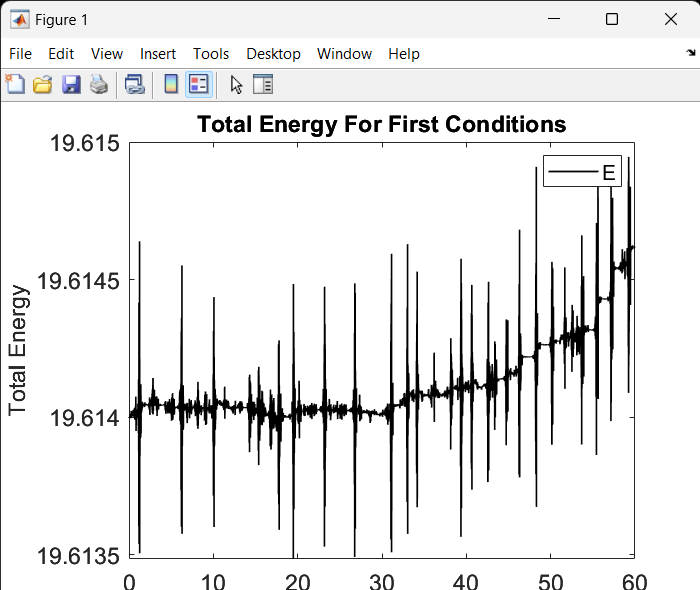 Figure 1
File Edit View Insert Tools Desktop Window Help
Total Energy For First Conditions
19.615
E
19.6145
Total Energy
19.614
19.6135
0 10 20 30 40 50 60